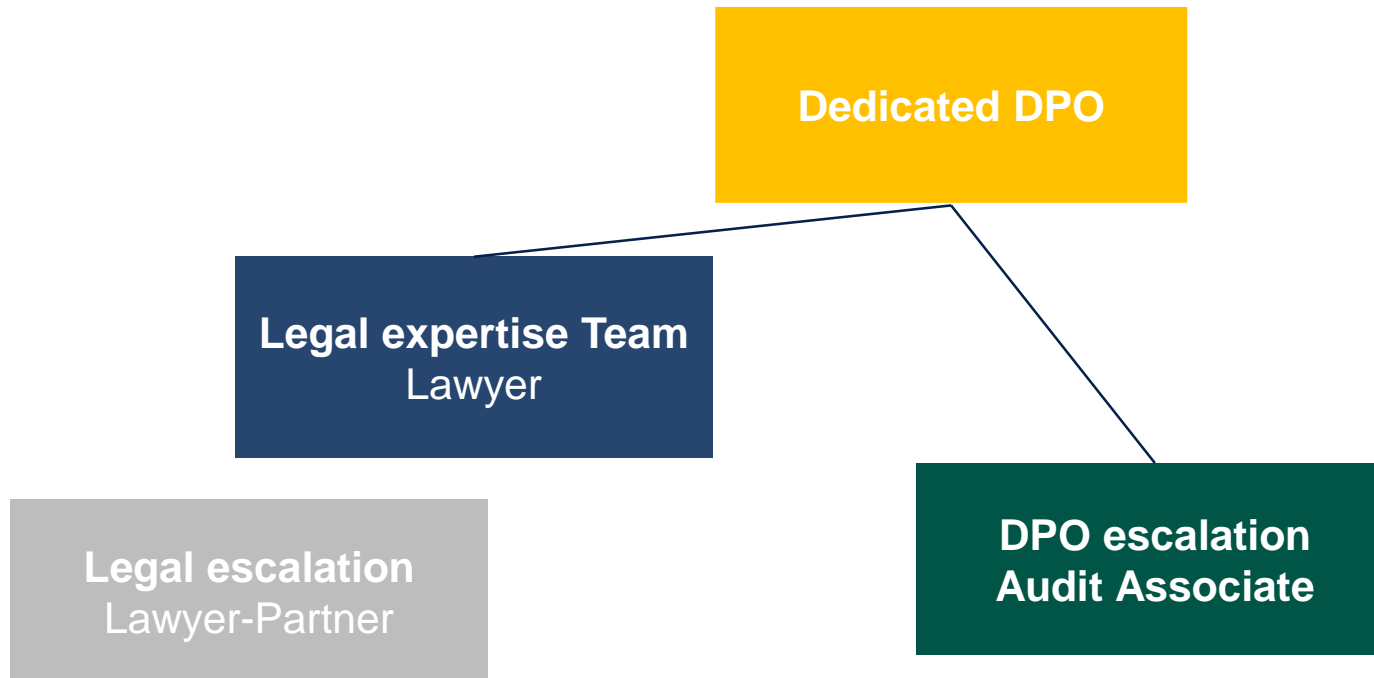 Dedicated DPO
Legal expertise Team
Lawyer
Legal escalation
Lawyer-Partner
DPO escalation
Audit Associate